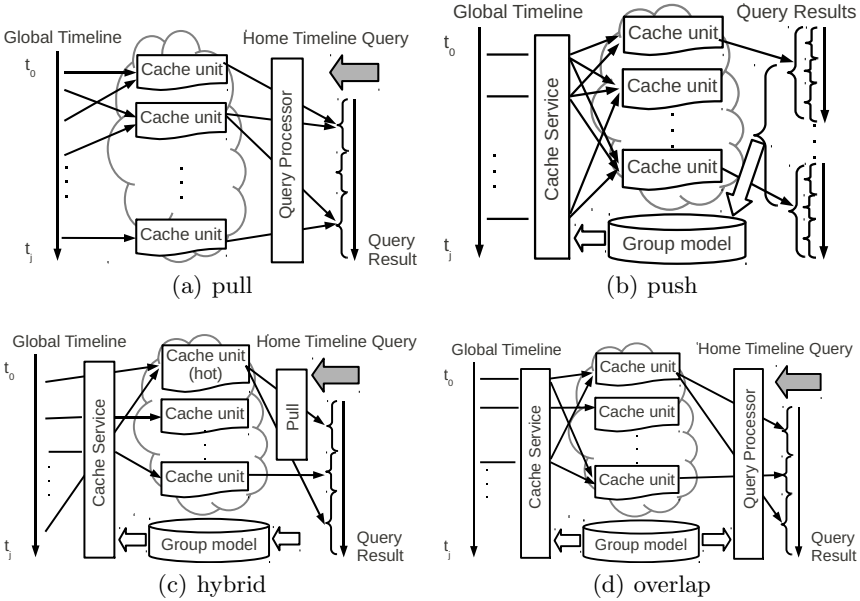 Global Timeline
Home Timeline Query
t0
Cache unit
Cache unit
Query Processor
Cache unit
tj
Query
Result
(a) pull
Global Timeline
Query Results
t0
Cache unit
Cache unit
Cache Service
Cache unit
tj
Group model
(b) push
Global Timeline
Home Timeline Query
t0
Cache unit
(hot)
Cache unit
Cache Service
Pull
Cache unit
tj
Group model
Query
Result
(c) hybrid
Global Timeline
Home Timeline Query
t0
Cache unit
Cache unit
Cache Service
Query Processor
Cache unit
tj
Group model
Query
Result
(d) overlap